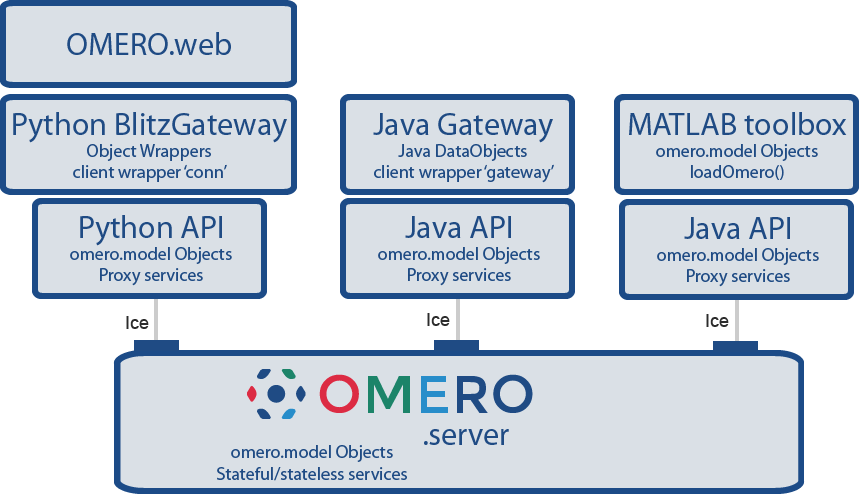 OMERO.web
Python BlitzGateway
Object Wrappers
client wrapper ‘conn’
Java Gateway
Java DataObjects
client wrapper ‘gateway’
MATLAB toolbox
omero.model Objects
loadOmero()
Python API
omero.model Objects
Proxy services
Java API
omero.model Objects
Proxy services
Java API
omero.model Objects
Proxy services
Ice
Ice
Ice
OMERO
.server
omero.model Objects
Stateful/stateless services